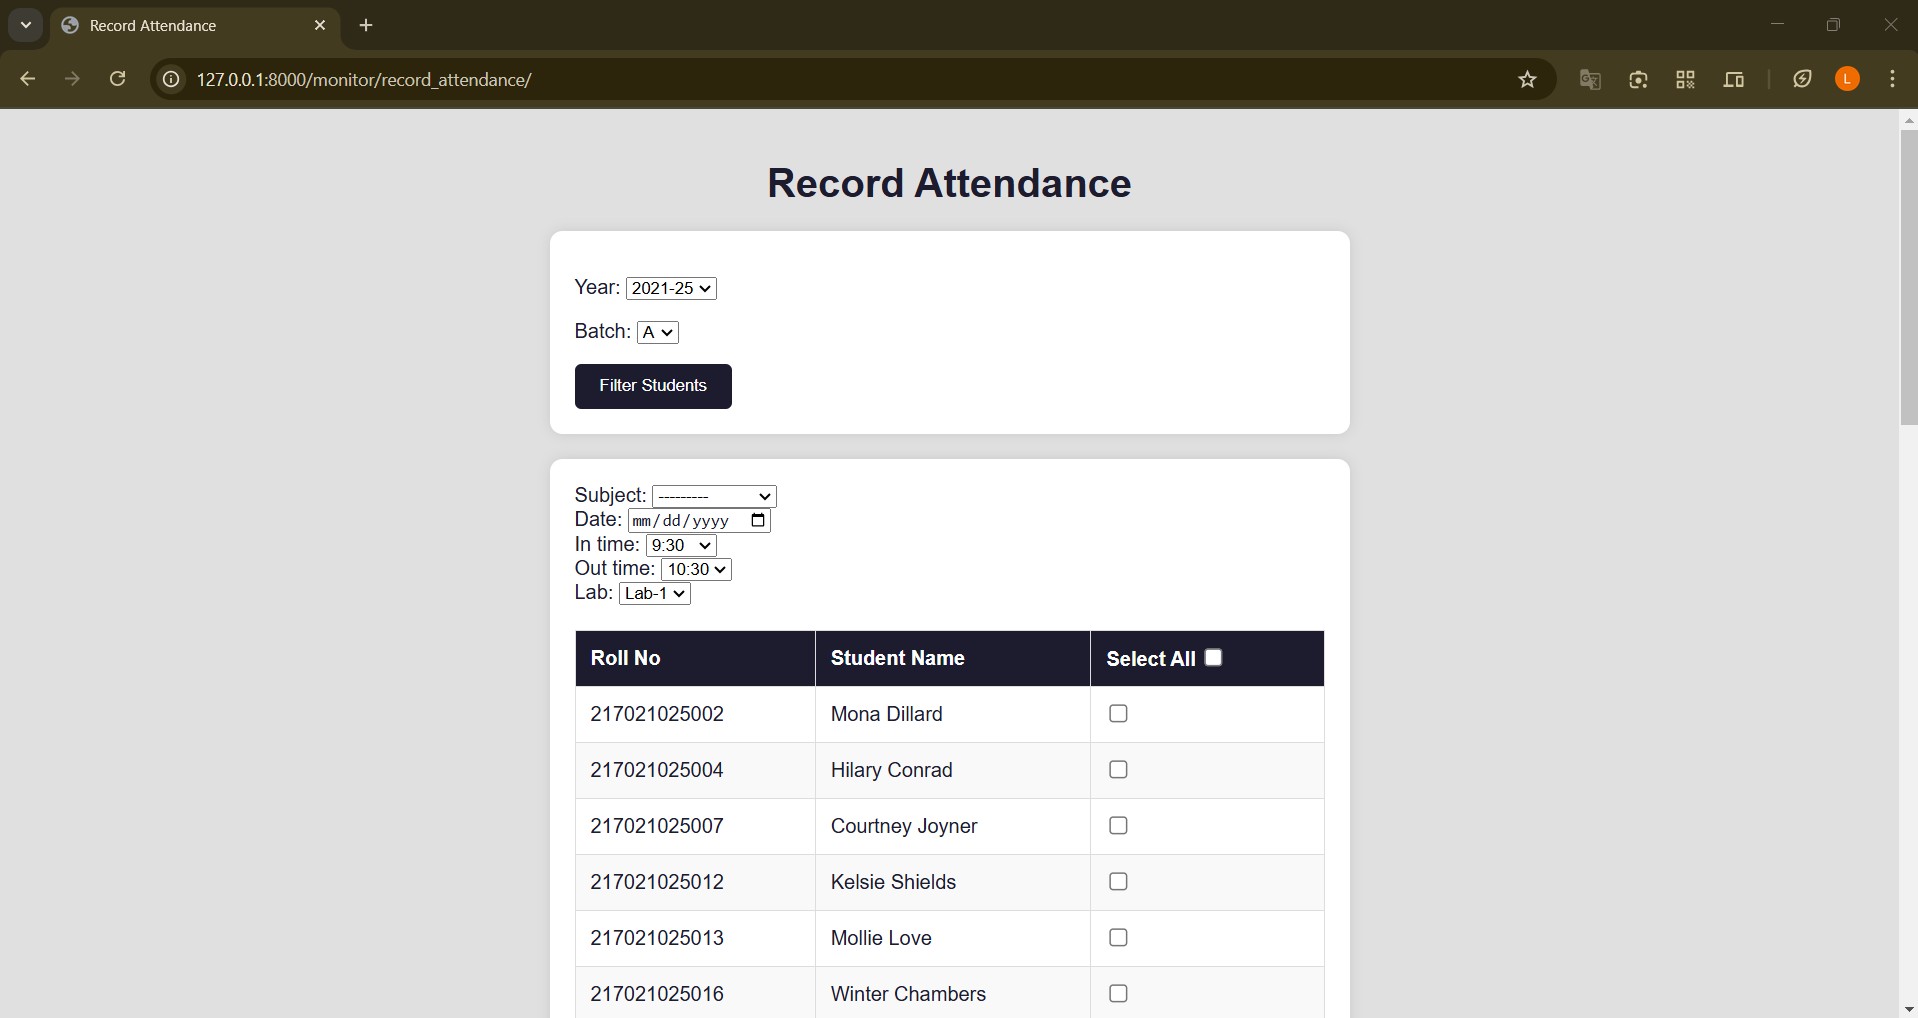 Record Attendance
127.0.0.1:8000/monitor/record_attendance/
L
Record Attendance
Year: 2021-25
Batch: A
Filter Students
Subject: ---------
Date: mm/dd/yyyy
In time: 9:30
Out time: 10:30
Lab: Lab-1
Roll No Student Name Select All
217021025002 Mona Dillard
217021025004 Hilary Conrad
217021025007 Courtney Joyner
217021025012 Kelsie Shields
217021025013 Mollie Love
217021025016 Winter Chambers